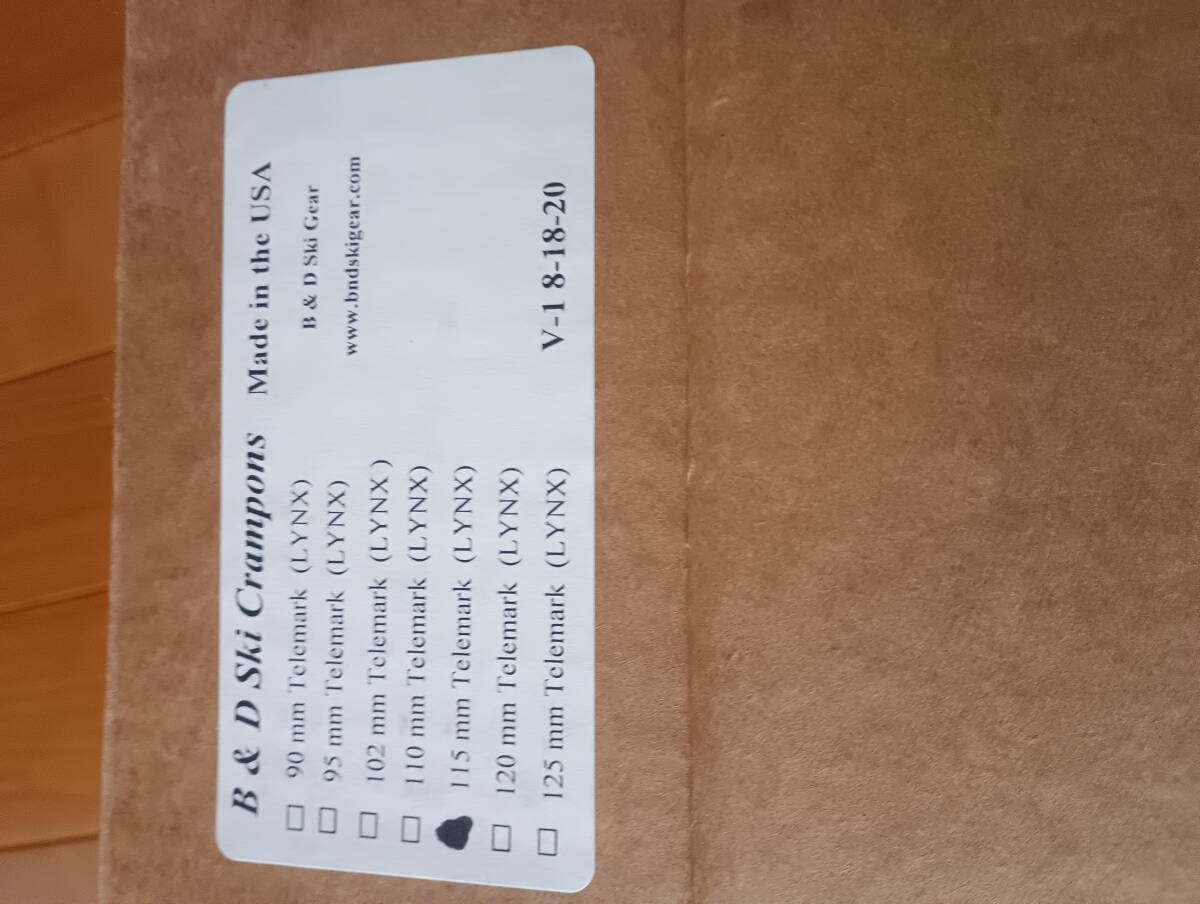 B & D Ski Crampons Made in the USA
B & D Ski Gear
www.bndskigear.com
☐ 90 mm Telemark (LYNX)
☐ 95 mm Telemark (LYNX)
☐ 102 mm Telemark (LYNX )
☐ 110 mm Telemark (LYNX)
115 mm Telemark (LYNX)
☐ 120 mm Telemark (LYNX)
☐ 125 mm Telemark (LYNX)
V-1 8-18-20